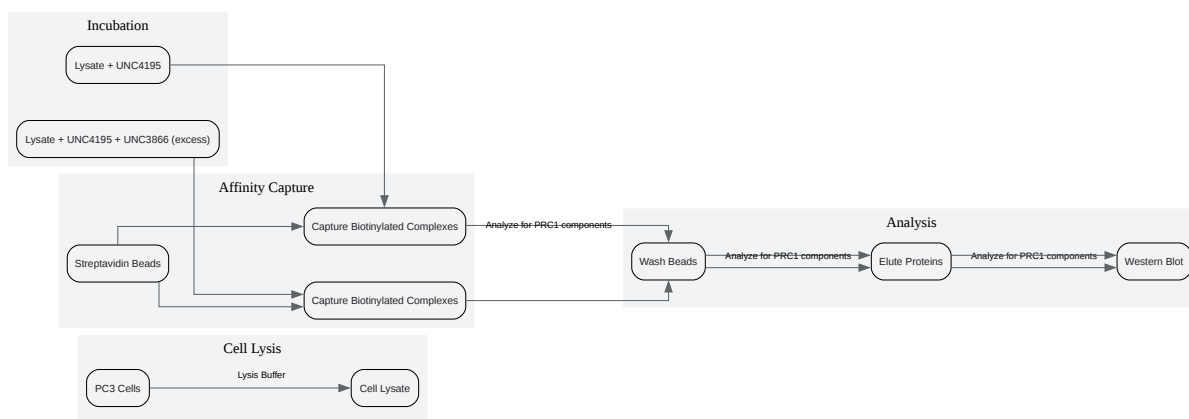 Incubation
Lysate + UNC4195
Lysate + UNC4195 + UNC3866 (excess)
Affinity Capture
Capture Biotinylated Complexes
Streptavidin Beads
Capture Biotinylated Complexes
Analyze for PRC1 components
Analysis
Wash Beads
Analyze for PRC1 components
Elute Proteins
Analyze for PRC1 components
Western Blot
Cell Lysis
PC3 Cells
Lysis Buffer
Cell Lysate